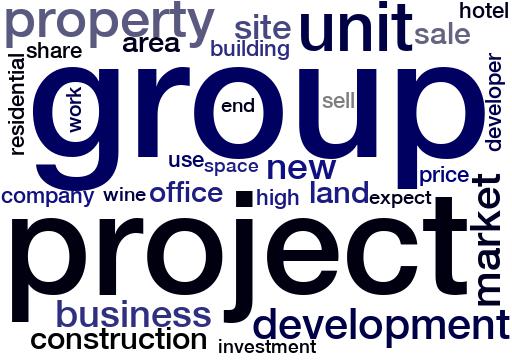 property
site
unit
sale
hotel
share
area
building
residential
work
group
end
sell
developer
use
space
new
price
company
wine
office
high
land
expect
market
project
business
development
construction
investment